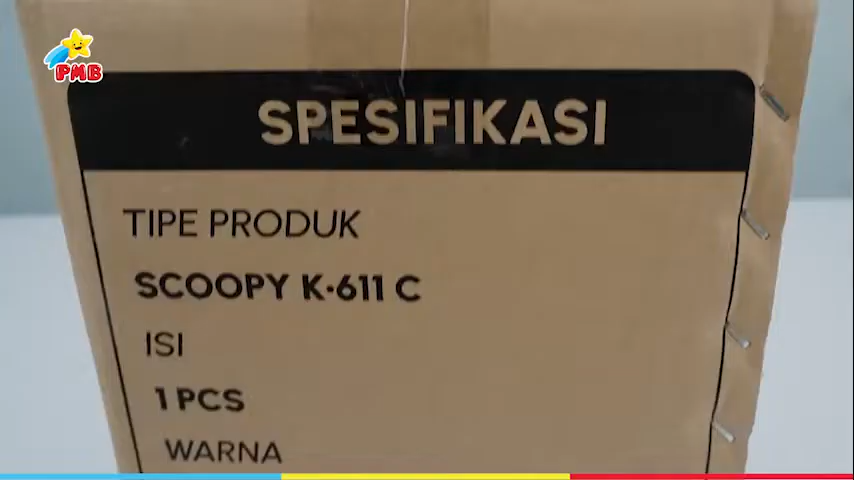 PMB
SPESIFIKASI
TIPE PRODUK
SCOOPY K-611 C
ISI
1 PCS
WARNA